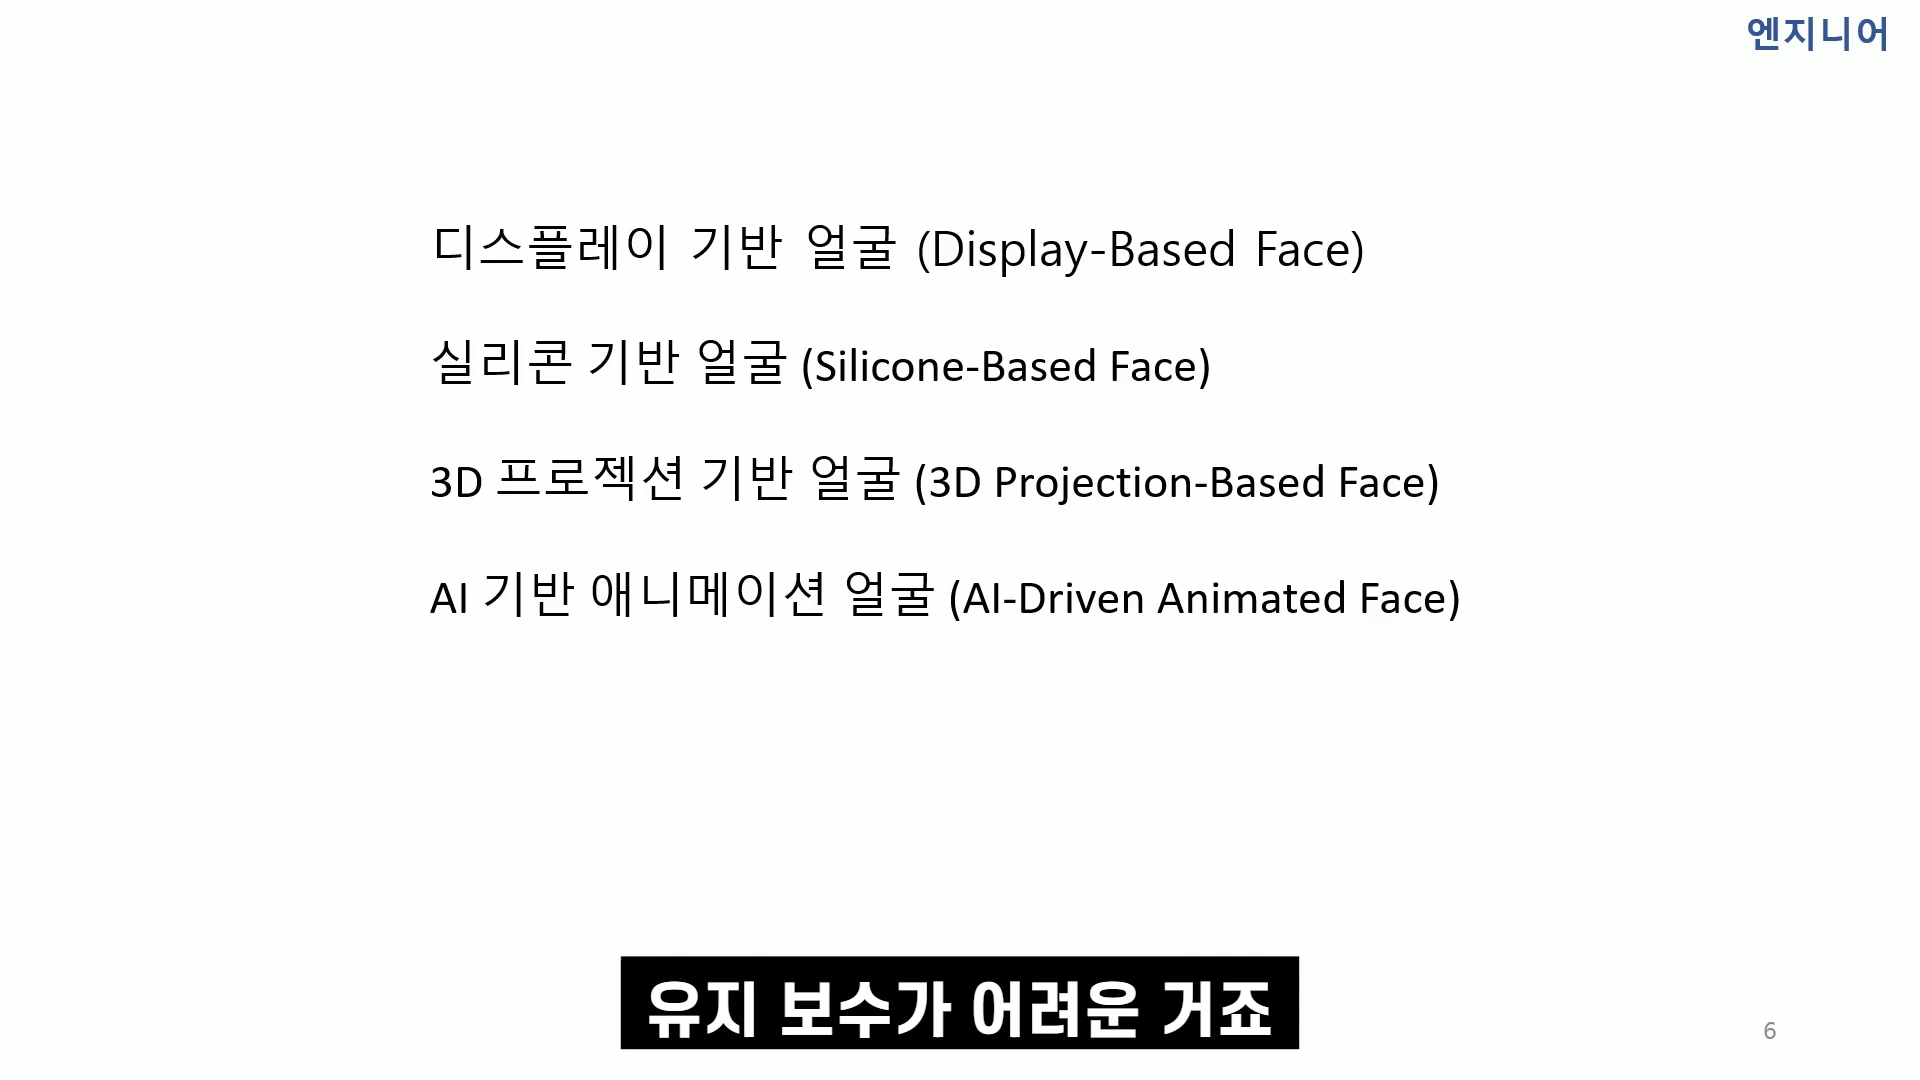 엔지니어
디스플레이 기반 얼굴 (Display-Based Face)
실리콘 기반 얼굴 (Silicone-Based Face)
3D 프로젝션 기반 얼굴 (3D Projection-Based Face)
AI 기반 애니메이션 얼굴 (AI-Driven Animated Face)
유지 보수가 어려운 거죠
6